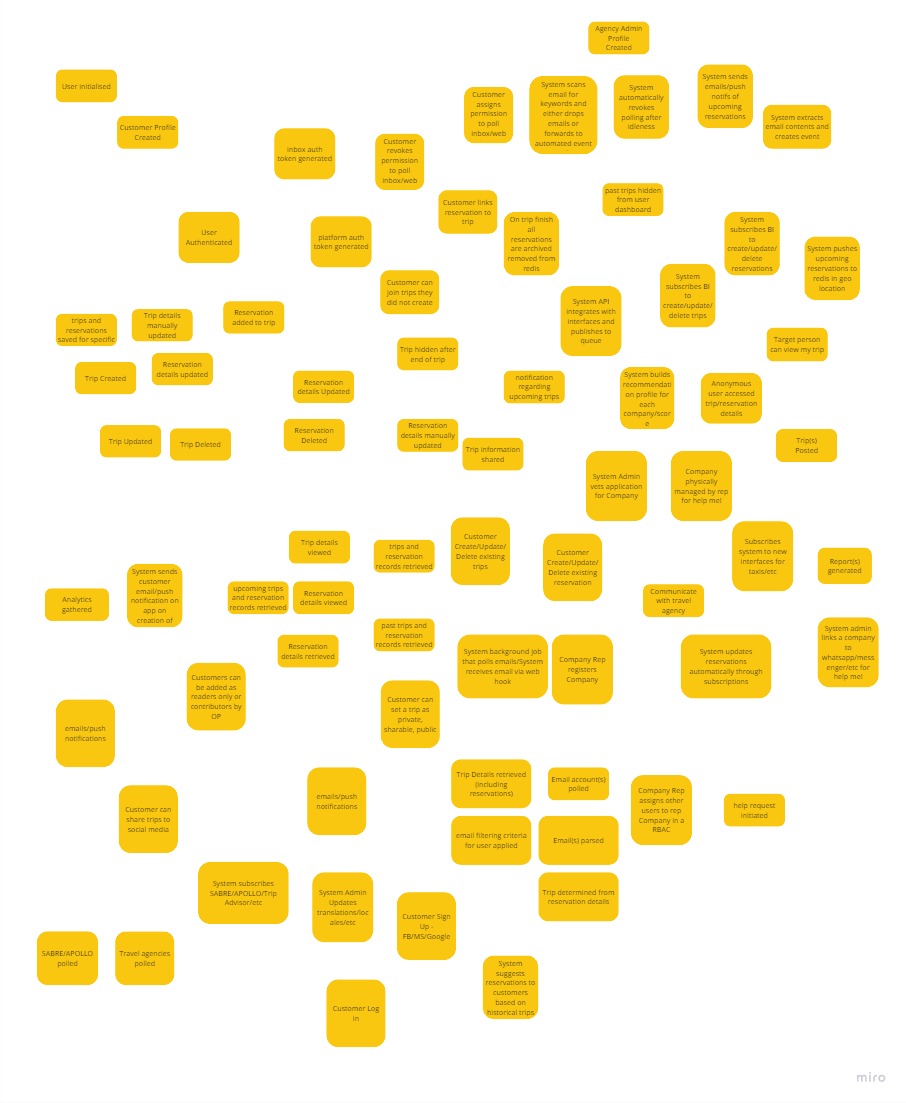 Agency Admin
Profile
Created
User initialised
Customer Profile
Created
inbox auth
token generated
Customer
revokes
permission
to poll
inbox/web
Customer
assigns
permission
to poll
inbox/web
System scans
email for
keywords and
either drops
emails or
forwards to
automated event
System
automatically
revokes
polling after
idleness
System sends
emails/push
notifs of
upcoming
reservations
System extracts
email contents and
creates event
User
Authenticated
platform auth
token generated
Customer links
reservation to
trip
On trip finish
all
reservations
are archived
removed from
redis
past trips hidden
from user
dashboard
System
subscribes BI
to
create/update/
delete
reservations
System pushes
upcoming
reservations to
redis in geo
location
Customer can
join trips they
did not create
System API
integrates with
interfaces and
publishes to
queue
System
subscribes BI
to
create/update/
delete trips
trips and
reservations
saved for specific
Trip details
manually
updated
Reservation
added to trip
Trip hidden after
end of trip
Target person
can view my trip
Trip Created
Reservation
details updated
Reservation
details Updated
notification
regarding
upcoming trips
System builds
recommendati
on profile for
each
company/scor
e
Anonymous
user accessed
trip/reservation
details
Trip Updated
Trip Deleted
Reservation
Deleted
Reservation
details manually
updated
Trip information
shared
Trip(s)
Posted
System Admin
vets application
for Company
Company
physically
managed by rep
for help me!
Trip details
viewed
trips and
reservation
records retrieved
Customer
Create/Update/
Delete existing
trips
Customer
Create/Update/
Delete existing
reservation
Subscribes
system to new
interfaces for
taxis/etc
Report(s)
generated
Analytics
gathered
System sends
customer
email/push
notification on
app on
creation of
upcoming trips
and reservation
records retrieved
Reservation
details viewed
Communicate
with travel
agency
Reservation
details retrieved
past trips and
reservation
records retrieved
System background job
that polls emails/System
receives email via web
hook
Company Rep
registers
Company
System updates
reservations
automatically through
subscriptions
System admin
links a company
to
whatsapp/mess
enger/etc for
help me!
Customers can
be added as
readers only or
contributors by
OP
Customer can
set a trip as
private,
sharable, public
emails/push
notifications
Customer can
share trips to
social media
emails/push
notifications
Trip Details retrieved
(including
reservations)
Email account(s)
polled
Company Rep
assigns other
users to rep
Company in a
RBAC
help request
initiated
email filtering criteria
for user applied
Email(s) parsed
System subscribes
SABRE/APOLLO/Trip
Advisor/etc
System Admin
Updates
translations/loc
ales/etc
Customer Sign
Up -
FB/MS/Google
Trip determined from
reservation details
SABRE/APOLLO
polled
Travel agencies
polled
Customer Log
in
System
suggests
reservations to
customers
based on
historical trips
miro